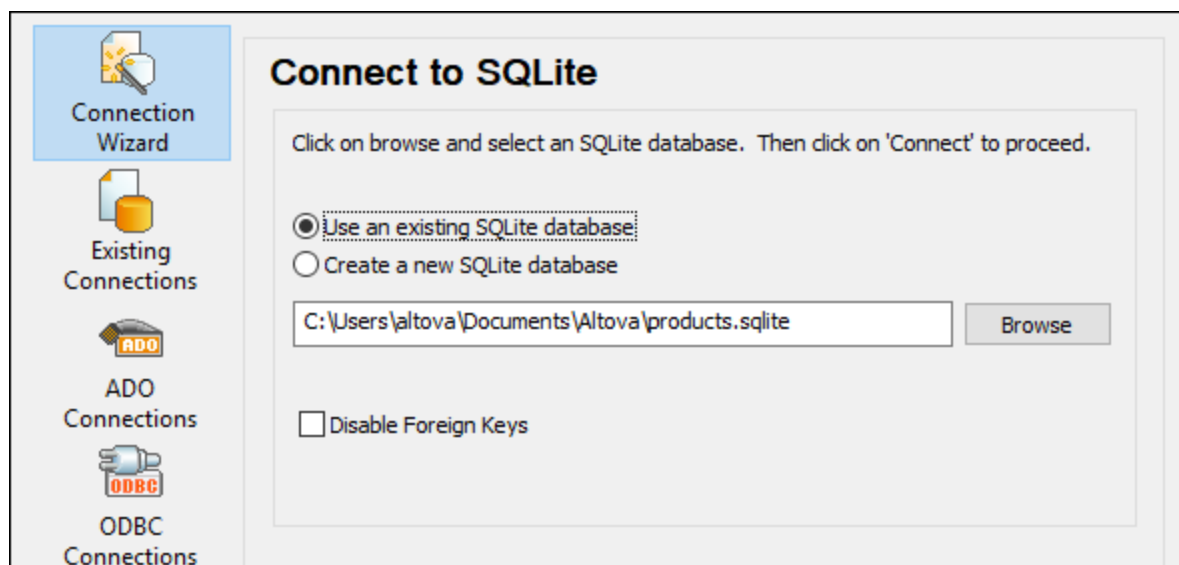 Connection
Wizard
Existing
Connections
ADO
ADO
Connections
ODBC
ODBC
Connections
Connect to SQLite
Click on browse and select an SQLite database. Then click on 'Connect' to proceed.
Use an existing SQLite database
Create a new SQLite database
C:\Users\altova\Documents\Altova\products.sqlite
Browse
Disable Foreign Keys